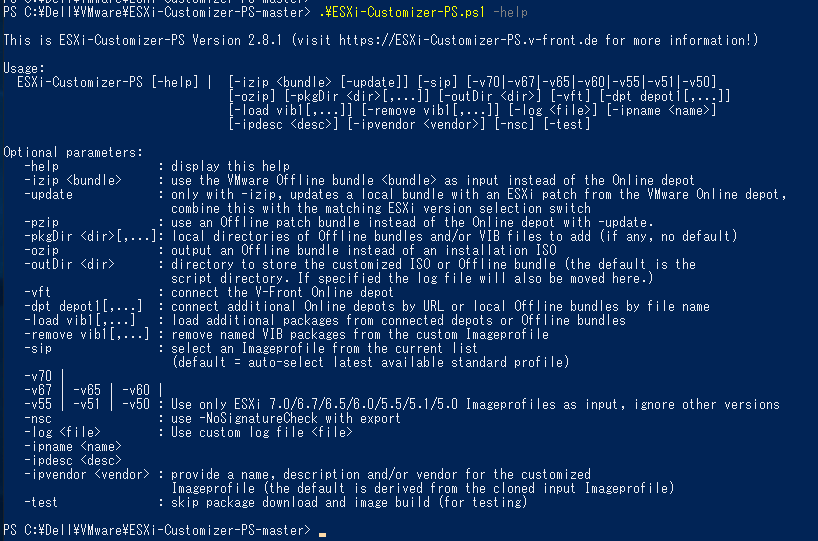 PS C:¥Dell¥VMware¥ESXi-Customizer-PS-master> .¥ESXi-Customizer-PS.ps1 -help
This is ESXi-Customizer-PS Version 2.8.1 (visit https://ESXi-Customizer-PS.v-front.de for more information!)
Usage:
ESXi-Customizer-PS [-help] | [-izip <bundle> [-update]] [-sip] [-v70|-v67|-v65|-v60|-v55|-v51|-v50]
[-ozip] [-pkgDir <dir>[,...]] [-outDir <dir>] [-vft] [-dpt depot1[,...]]
[-load vib1[,...]] [-remove vib1[,...]] [-log <file>] [-ipname <name>]
[-ipdesc <desc>] [-ipvendor <vendor>] [-nsc] [-test]
Optional parameters:
-help : display this help
-izip <bundle> : use the VMware Offline bundle <bundle> as input instead of the Online depot
-update : only with -izip, updates a local bundle with an ESXi patch from the VMware Online depot,
combine this with the matching ESXi version selection switch
-pzip : use an Offline patch bundle instead of the Online depot with -update.
-pkgDir <dir>[,...]: local directories of Offline bundles and/or VIB files to add (if any, no default)
-ozip : output an Offline bundle instead of an installation ISO
-outDir <dir> : directory to store the customized ISO or Offline bundle (the default is the
script directory. If specified the log file will also be moved here.)
-vft : connect the V-Front Online depot
-dpt depot1[,...] : connect additional Online depots by URL or local Offline bundles by file name
-load vib1[,...] : load additional packages from connected depots or Offline bundles
-remove vib1[,...] : remove named VIB packages from the custom Imageprofile
-sip : select an Imageprofile from the current list
(default = auto-select latest available standard profile)
-v70 |
-v67 | -v65 | -v60 |
-v55 | -v51 | -v50 : Use only ESXi 7.0/6.7/6.5/6.0/5.5/5.1/5.0 Imageprofiles as input, ignore other versions
-nsc : use -NoSignatureCheck with export
-log <file> : Use custom log file <file>
-ipname <name>
-ipdesc <desc>
-ipvendor <vendor> : provide a name, description and/or vendor for the customized
Imageprofile (the default is derived from the cloned input Imageprofile)
-test : skip package download and image build (for testing)
PS C:¥Dell¥VMware¥ESXi-Customizer-PS-master>